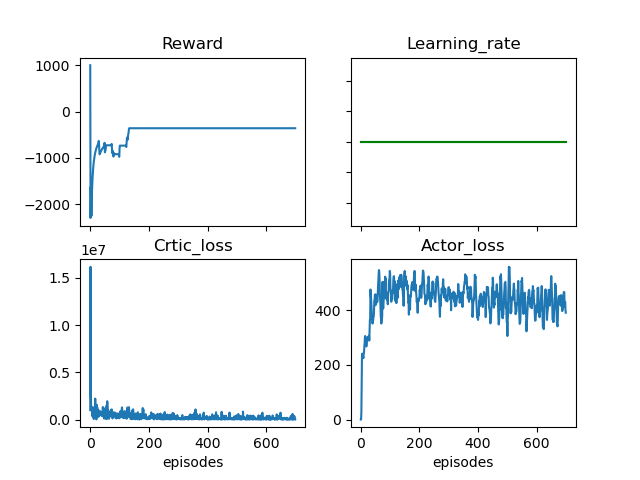 Reward
Learning_rate
1000
0
−1000
−2000
Crtic_loss
Actor_loss
1e7
1.5
1.0
0.5
0.0
400
200
0
0 200 400 600
0 200 400 600
episodes
episodes